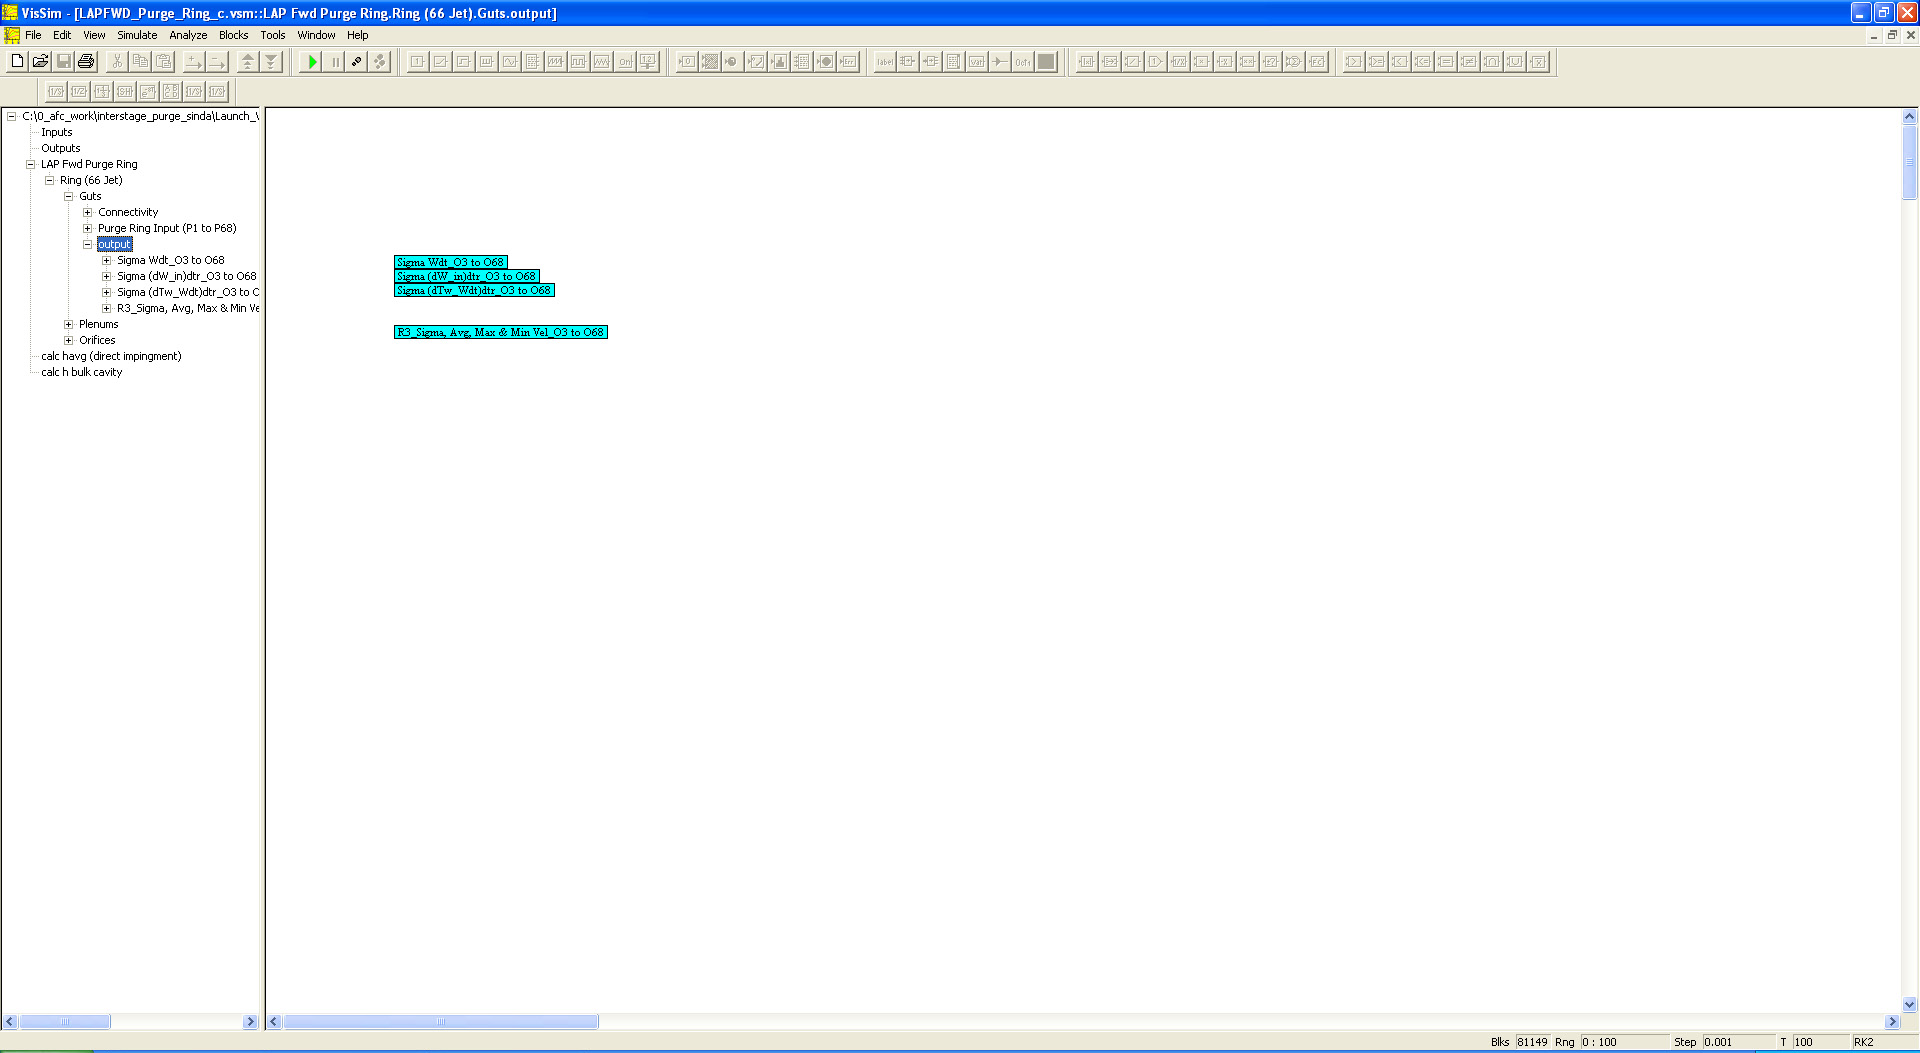 VisSim - [LAPFWD_Purge_Ring_c.vsm::LAP Fwd Purge Ring.Ring (66 Jet).Guts.output]
File Edit View Simulate Analyze Blocks Tools Window Help
C:\0_afc_work\interstage_purge_sinda\Launch_\
Inputs
Outputs
LAP Fwd Purge Ring
Ring (66 Jet)
Guts
Connectivity
Purge Ring Input (P1 to P68)
output
Sigma Wdt_O3 to O68
Sigma (dW_in)dtr_O3 to O68
Sigma (dTw_Wdt)dtr_O3 to O
R3_Sigma, Avg, Max & Min Ve
Plenums
Orifices
calc havg (direct impingment)
calc h bulk cavity
Sigma Wdt_O3 to O68
Sigma (dW_in)dtr_O3 to O68
Sigma (dTw_Wdt)dtr_O3 to O68
R3_Sigma, Avg, Max & Min Vel_O3 to O68
Blks 81149 Rng 0 : 100 Step 0.001 T 100 RK2